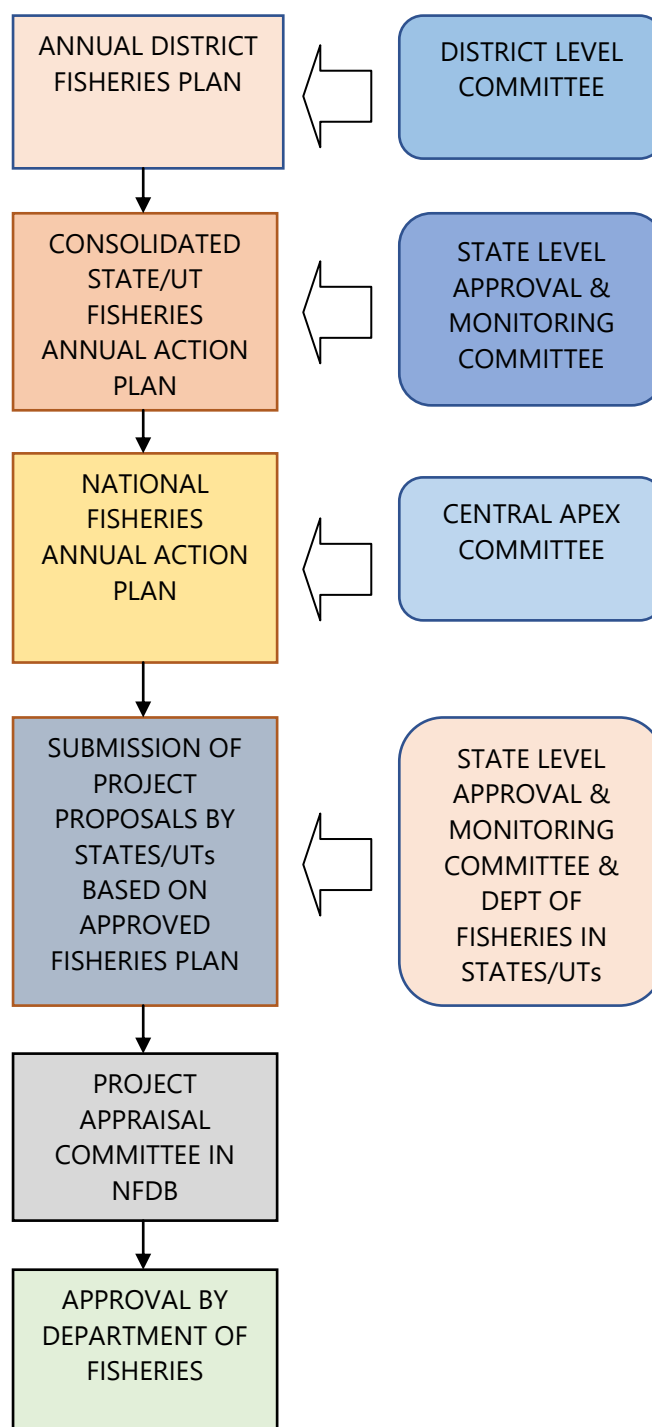 ANNUAL DISTRICT
FISHERIES PLAN
DISTRICT LEVEL
COMMITTEE
CONSOLIDATED
STATE/UT
FISHERIES
ANNUAL ACTION
PLAN
STATE LEVEL
APPROVAL &
MONITORING
COMMITTEE
NATIONAL
FISHERIES
ANNUAL ACTION
PLAN
CENTRAL APEX
COMMITTEE
SUBMISSION OF
PROJECT
PROPOSALS BY
STATES/UTs
BASED ON
APPROVED
FISHERIES PLAN
STATE LEVEL
APPROVAL &
MONITORING
COMMITTEE &
DEPT OF
FISHERIES IN
STATES/UTs
PROJECT
APPRAISAL
COMMITTEE IN
NFDB
APPROVAL BY
DEPARTMENT OF
FISHERIES